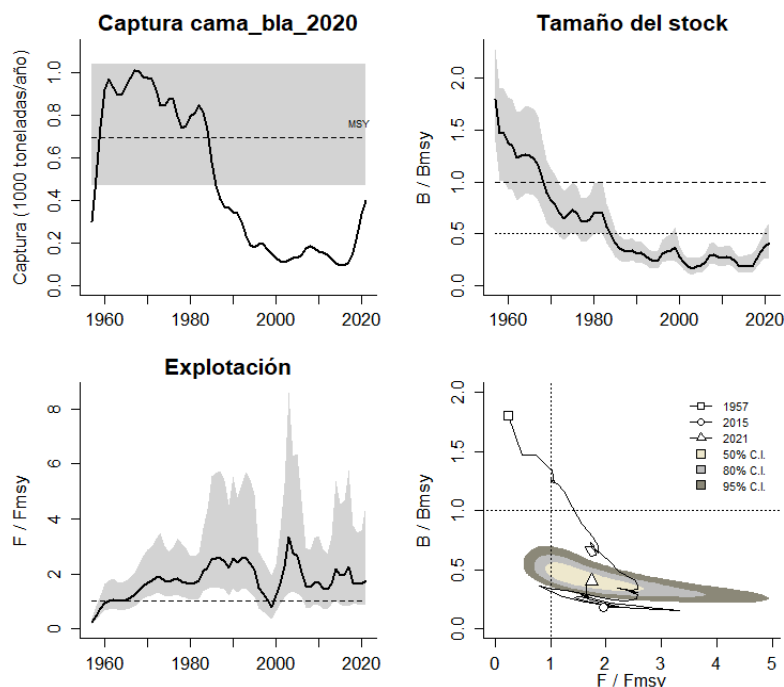 Captura cama_bla_2020
Captura (1000 toneladas/año)
0.0 0.2 0.4 0.6 0.8 1.0
MSY
1960 1980 2000 2020
Tamaño del stock
B / Bmsy
0.0 0.5 1.0 1.5 2.0
1960 1980 2000 2020
Explotación
F / Fmsy
0 2 4 6 8
1960 1980 2000 2020
B / Bmsy
0.0 0.5 1.0 1.5 2.0
1957
2015
2021
50% C.I.
80% C.I.
95% C.I.
0 1 2 3 4 5
F / Fmsy